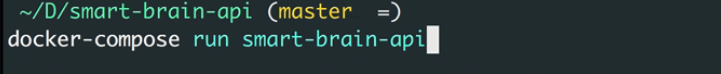 ~/D/smart-brain-api (master =)
docker-compose run smart-brain-api